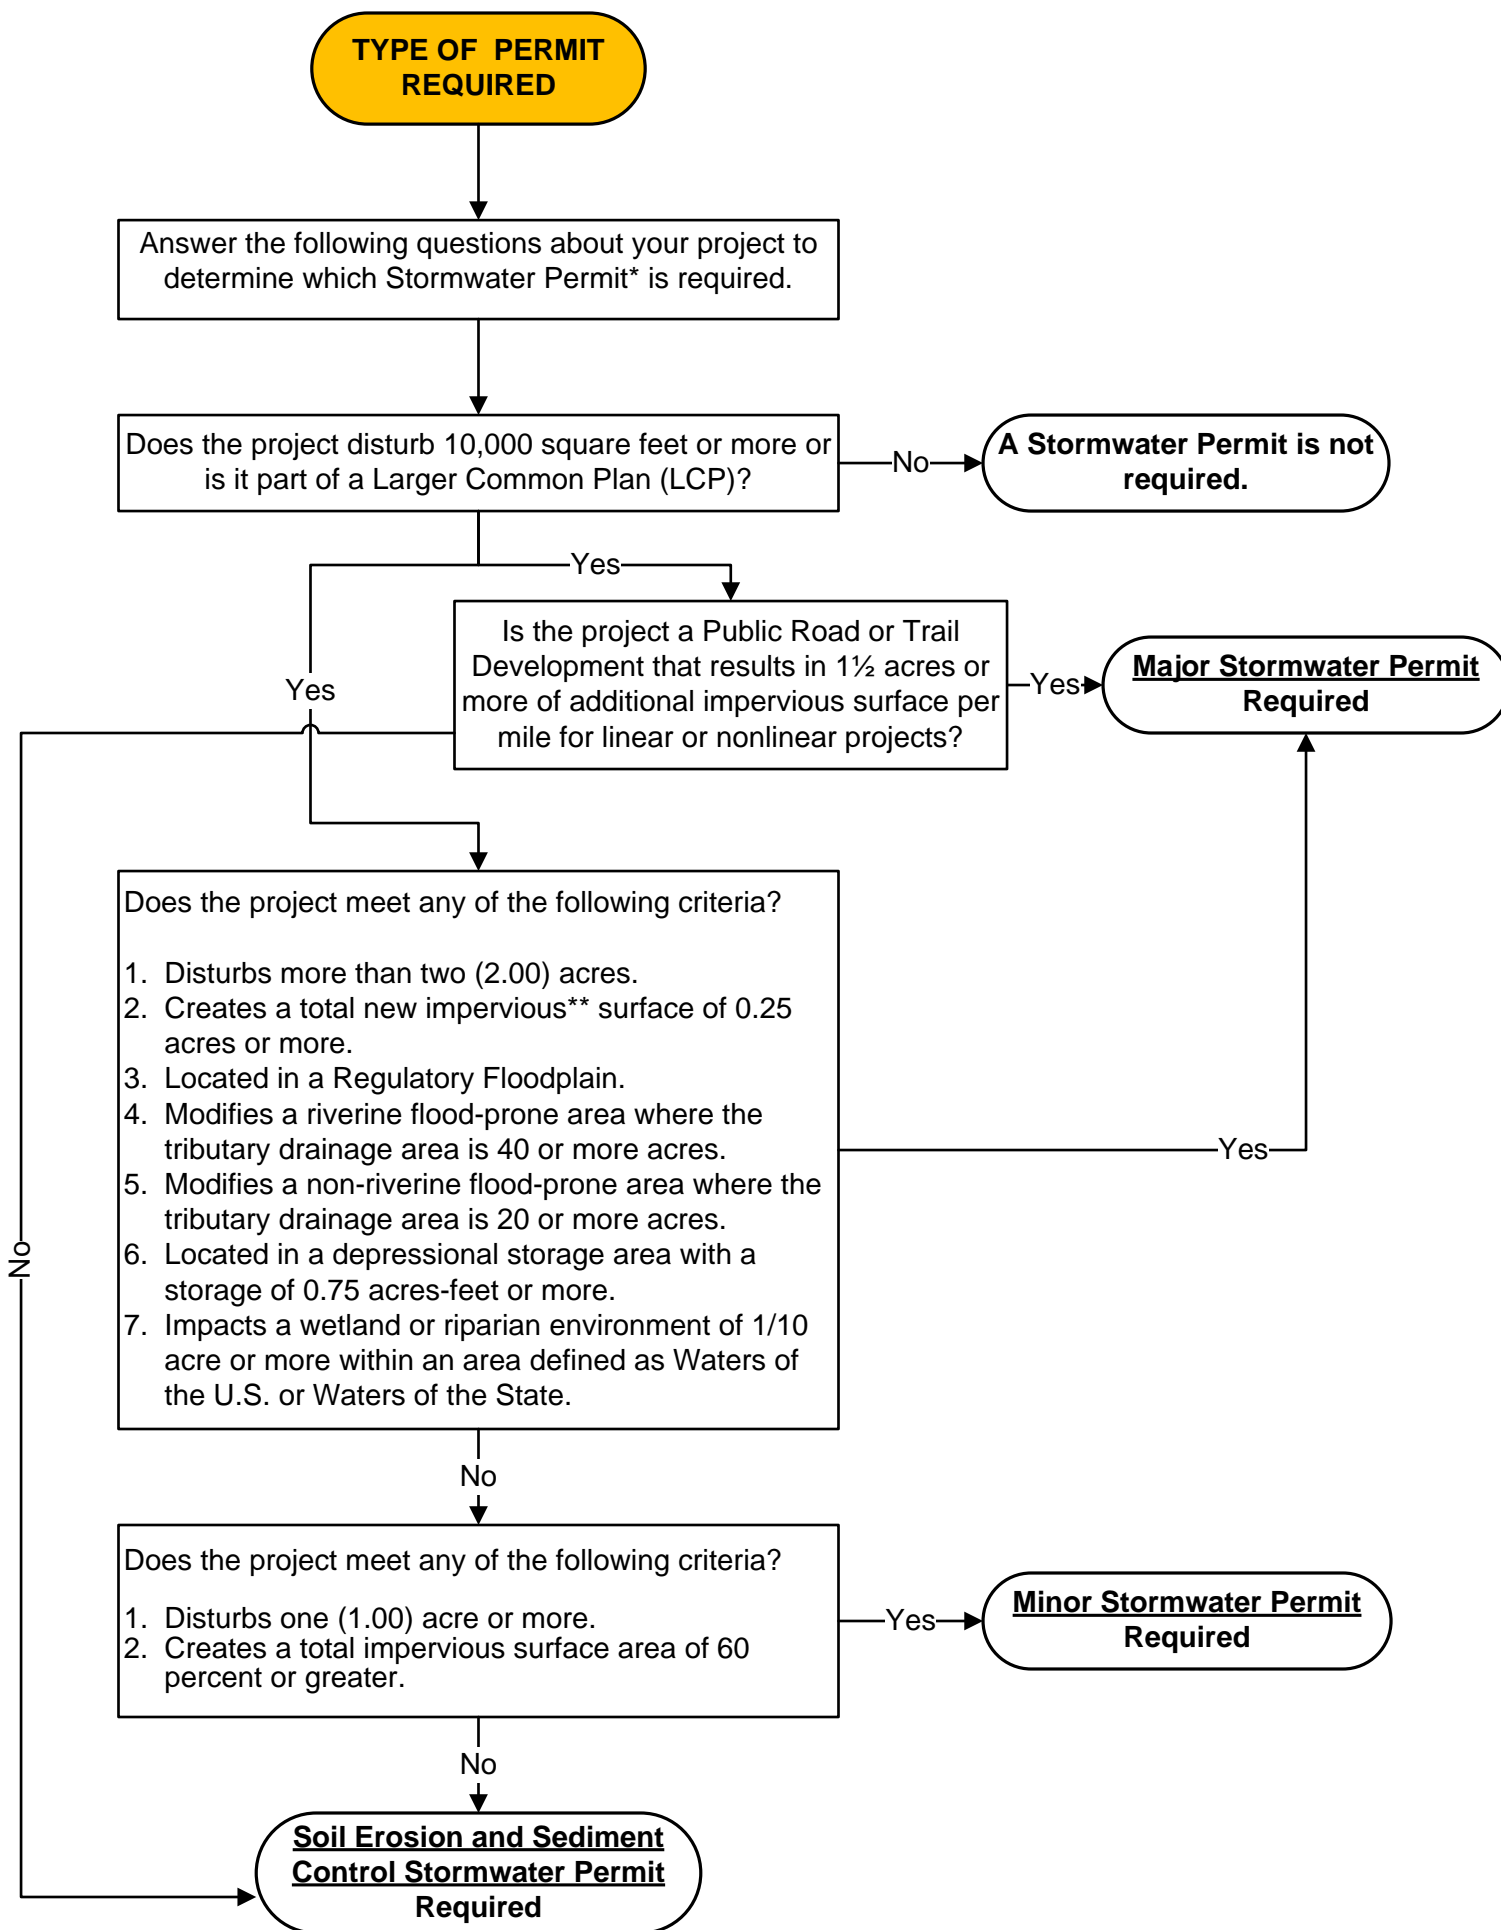 TYPE OF PERMIT
REQUIRED
Answer the following questions about your project to
determine which Stormwater Permit* is required.
Does the project disturb 10,000 square feet or more or
is it part of a Larger Common Plan (LCP)?
No
A Stormwater Permit is not
required.
Yes
Yes
Is the project a Public Road or Trail
Development that results in 1½ acres or
more of additional impervious surface per
mile for linear or nonlinear projects?
Yes
Major Stormwater Permit
Required
Does the project meet any of the following criteria?
1. Disturbs more than two (2.00) acres.
2. Creates a total new impervious** surface of 0.25
acres or more.
3. Located in a Regulatory Floodplain.
4. Modifies a riverine flood-prone area where the
tributary drainage area is 40 or more acres.
5. Modifies a non-riverine flood-prone area where the
tributary drainage area is 20 or more acres.
6. Located in a depressional storage area with a
storage of 0.75 acres-feet or more.
7. Impacts a wetland or riparian environment of 1/10
acre or more within an area defined as Waters of
the U.S. or Waters of the State.
Yes
No
No
Does the project meet any of the following criteria?
1. Disturbs one (1.00) acre or more.
2. Creates a total impervious surface area of 60
percent or greater.
Yes
Minor Stormwater Permit
Required
No
Soil Erosion and Sediment
Control Stormwater Permit
Required